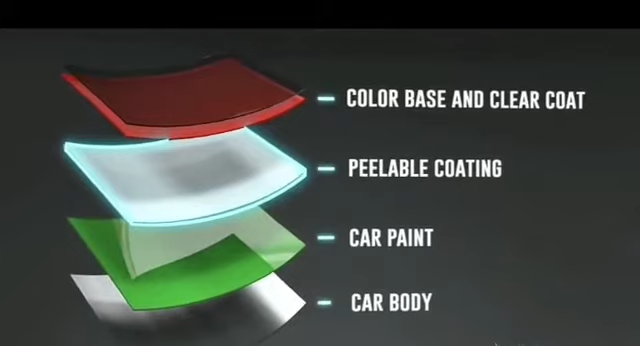 COLOR BASE AND CLEAR COAT
PEELABLE COATING
CAR PAINT
CAR BODY